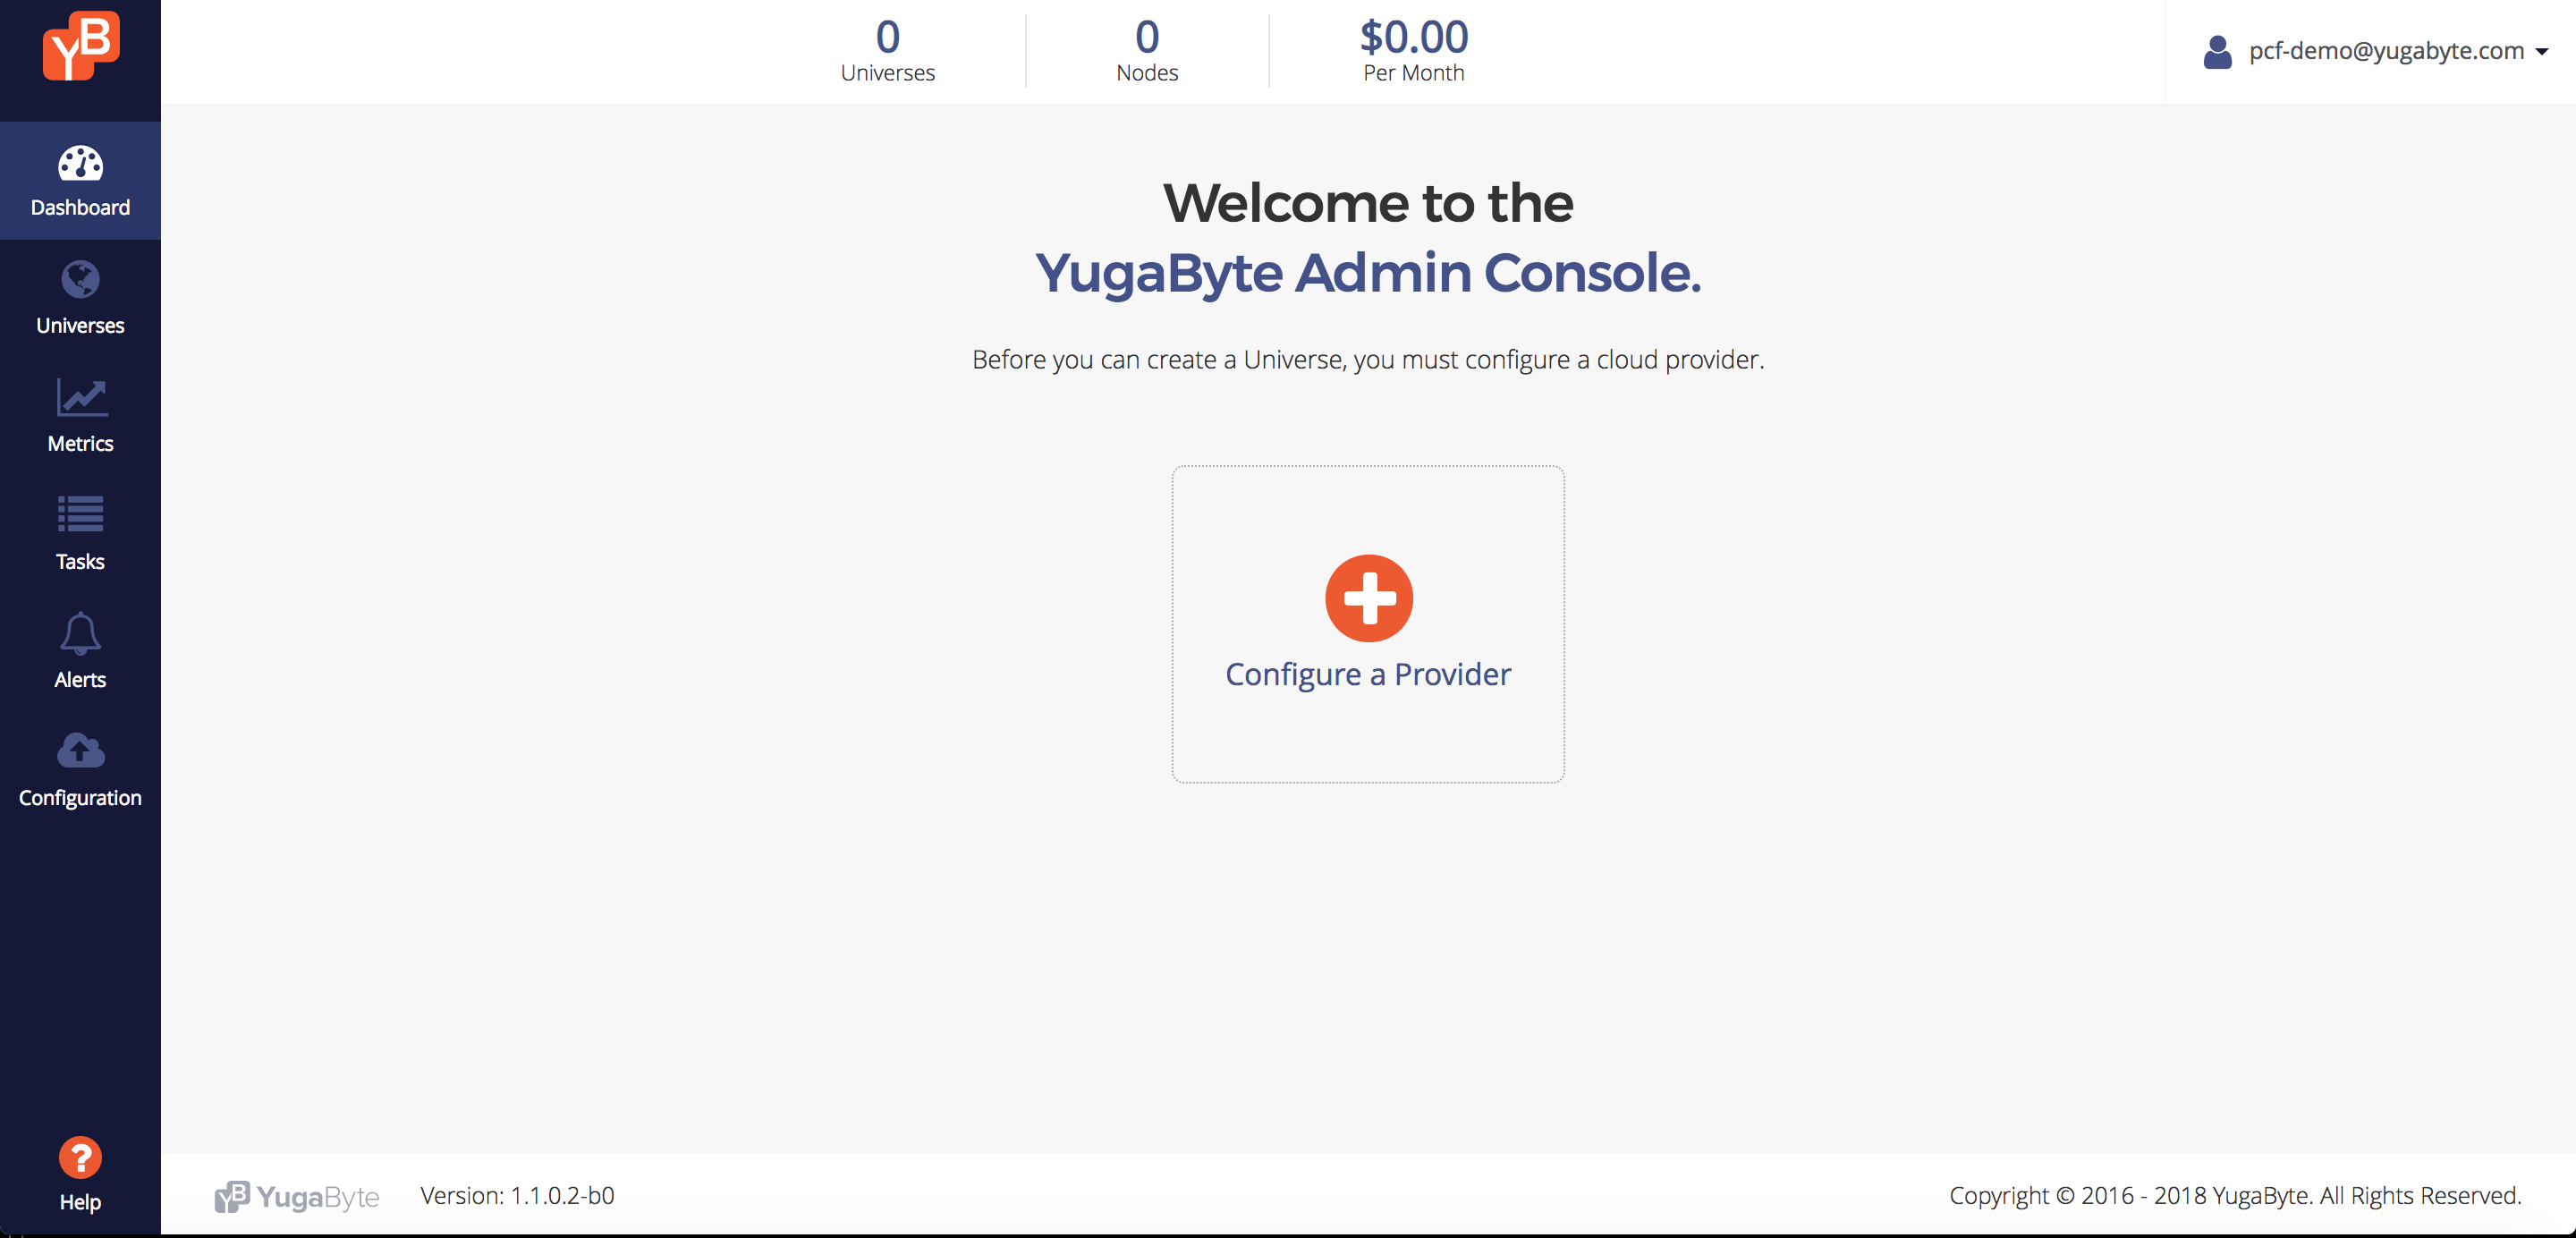 YB
0
Universes
0
Nodes
$0.00
Per Month
pcf-demo@yugabyte.com
Dashboard
Universes
Metrics
Tasks
Alerts
Configuration
Help
Welcome to the
YugaByte Admin Console.
Before you can create a Universe, you must configure a cloud provider.
Configure a Provider
YB YugaByte
Version: 1.1.0.2-b0
Copyright © 2016 - 2018 YugaByte. All Rights Reserved.